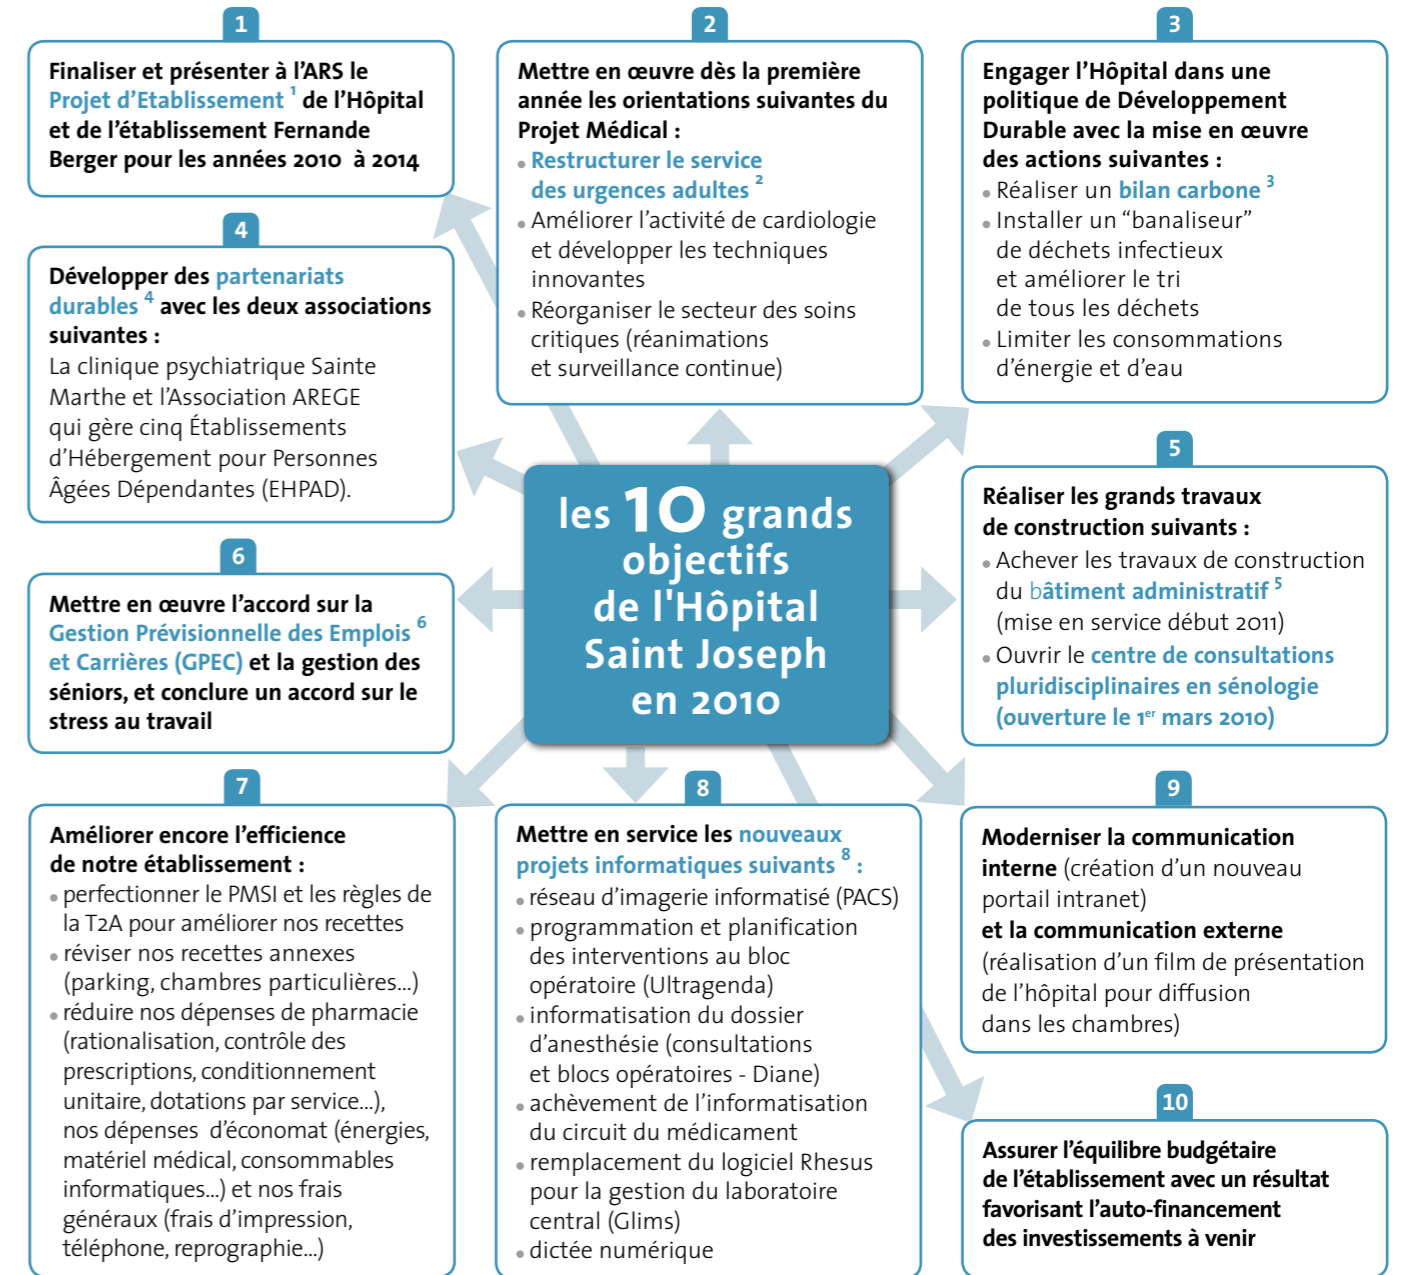 1
Finaliser et présenter à l’ARS le
Projet d’Etablissement ¹ de l’Hôpital
et de l’établissement Fernande
Berger pour les années 2010 à 2014
2
Mettre en œuvre dès la première
année les orientations suivantes du
Projet Médical :
• Restructurer le service
des urgences adultes ²
• Améliorer l’activité de cardiologie
et développer les techniques
innovantes
• Réorganiser le secteur des soins
critiques (réanimations
et surveillance continue)
3
Engager l’Hôpital dans une
politique de Développement
Durable avec la mise en œuvre
des actions suivantes :
• Réaliser un bilan carbone ³
• Installer un “banaliseur”
de déchets infectieux
et améliorer le tri
de tous les déchets
• Limiter les consommations
d’énergie et d’eau
4
Développer des partenariats
durables ⁴ avec les deux associations
suivantes :
La clinique psychiatrique Sainte
Marthe et l’Association AREGE
qui gère cinq Établissements
d’Hébergement pour Personnes
Âgées Dépendantes (EHPAD).
les 10 grands
objectifs
de l'Hôpital
Saint Joseph
en 2010
5
Réaliser les grands travaux
de construction suivants :
• Achever les travaux de construction
du bâtiment administratif ⁵
(mise en service début 2011)
• Ouvrir le centre de consultations
pluridisciplinaires en sénologie
(ouverture le 1er mars 2010)
6
Mettre en œuvre l’accord sur la
Gestion Prévisionnelle des Emplois ⁶
et Carrières (GPEC) et la gestion des
séniors, et conclure un accord sur le
stress au travail
7
Améliorer encore l’efficience
de notre établissement :
• perfectionner le PMSI et les règles de
la T2A pour améliorer nos recettes
• réviser nos recettes annexes
(parking, chambres particulières...)
• réduire nos dépenses de pharmacie
(rationalisation, contrôle des
prescriptions, conditionnement
unitaire, dotations par service...),
nos dépenses d’économat (énergies,
matériel médical, consommables
informatiques...) et nos frais
généraux (frais d’impression,
téléphone, reprographie...)
8
Mettre en service les nouveaux
projets informatiques suivants ⁸ :
• réseau d’imagerie informatisé (PACS)
• programmation et planification
des interventions au bloc
opératoire (Ultragenda)
• informatisation du dossier
d’anesthésie (consultations
et blocs opératoires - Diane)
• achèvement de l’informatisation
du circuit du médicament
• remplacement du logiciel Rhesus
pour la gestion du laboratoire
central (Glims)
• dictée numérique
9
Moderniser la communication
interne (création d’un nouveau
portail intranet)
et la communication externe
(réalisation d’un film de présentation
de l’hôpital pour diffusion
dans les chambres)
10
Assurer l’équilibre budgétaire
de l’établissement avec un résultat
favorisant l’auto-financement
des investissements à venir